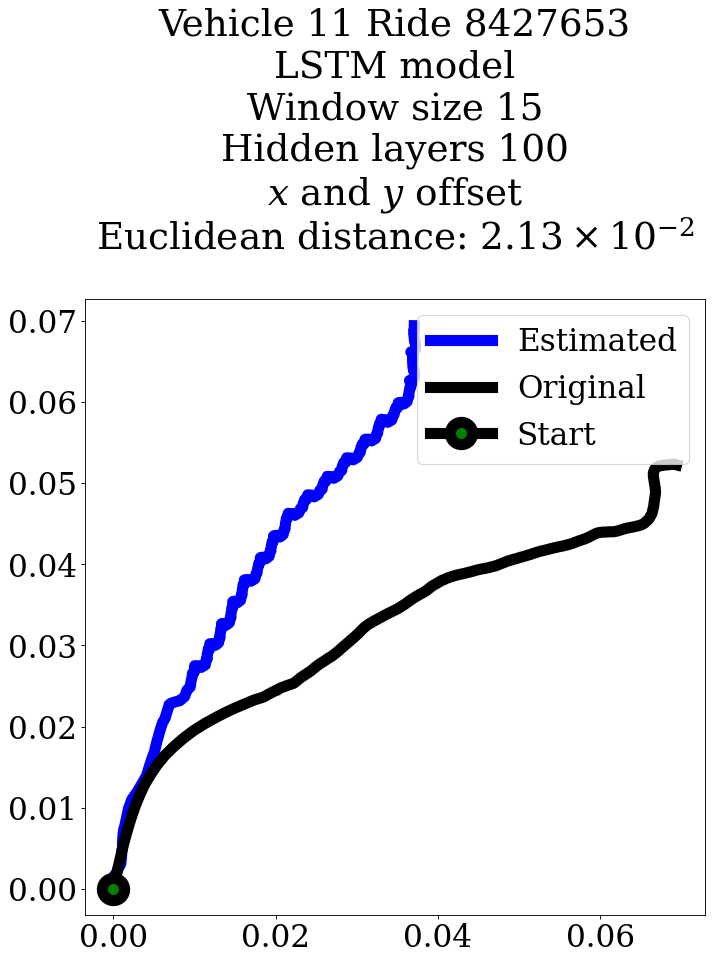 Vehicle 11 Ride 8427653
LSTM model
Window size 15
Hidden layers 100
x and y offset
Euclidean distance: 2.13 × 10⁻²
Estimated
Original
Start
0.07
0.06
0.05
0.04
0.03
0.02
0.01
0.00
0.00 0.02 0.04 0.06